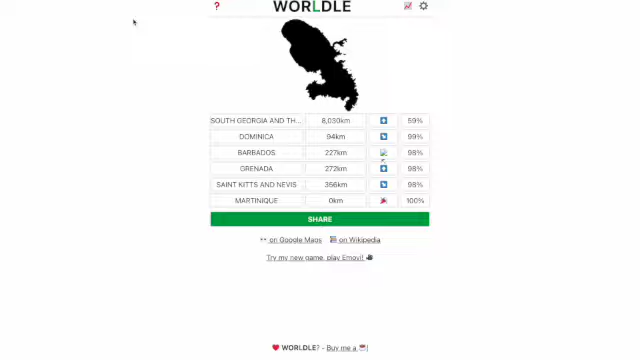 ?
WORLDLE
SOUTH GEORGIA AND TH... 8,030km 59%
DOMINICA 94km 99%
BARBADOS 227km 98%
GRENADA 272km 98%
SAINT KITTS AND NEVIS 356km 98%
MARTINIQUE 0km 100%
SHARE
on Google Maps on Wikipedia
Try my new game, play Emovi!
WORLDLE? - Buy me a !